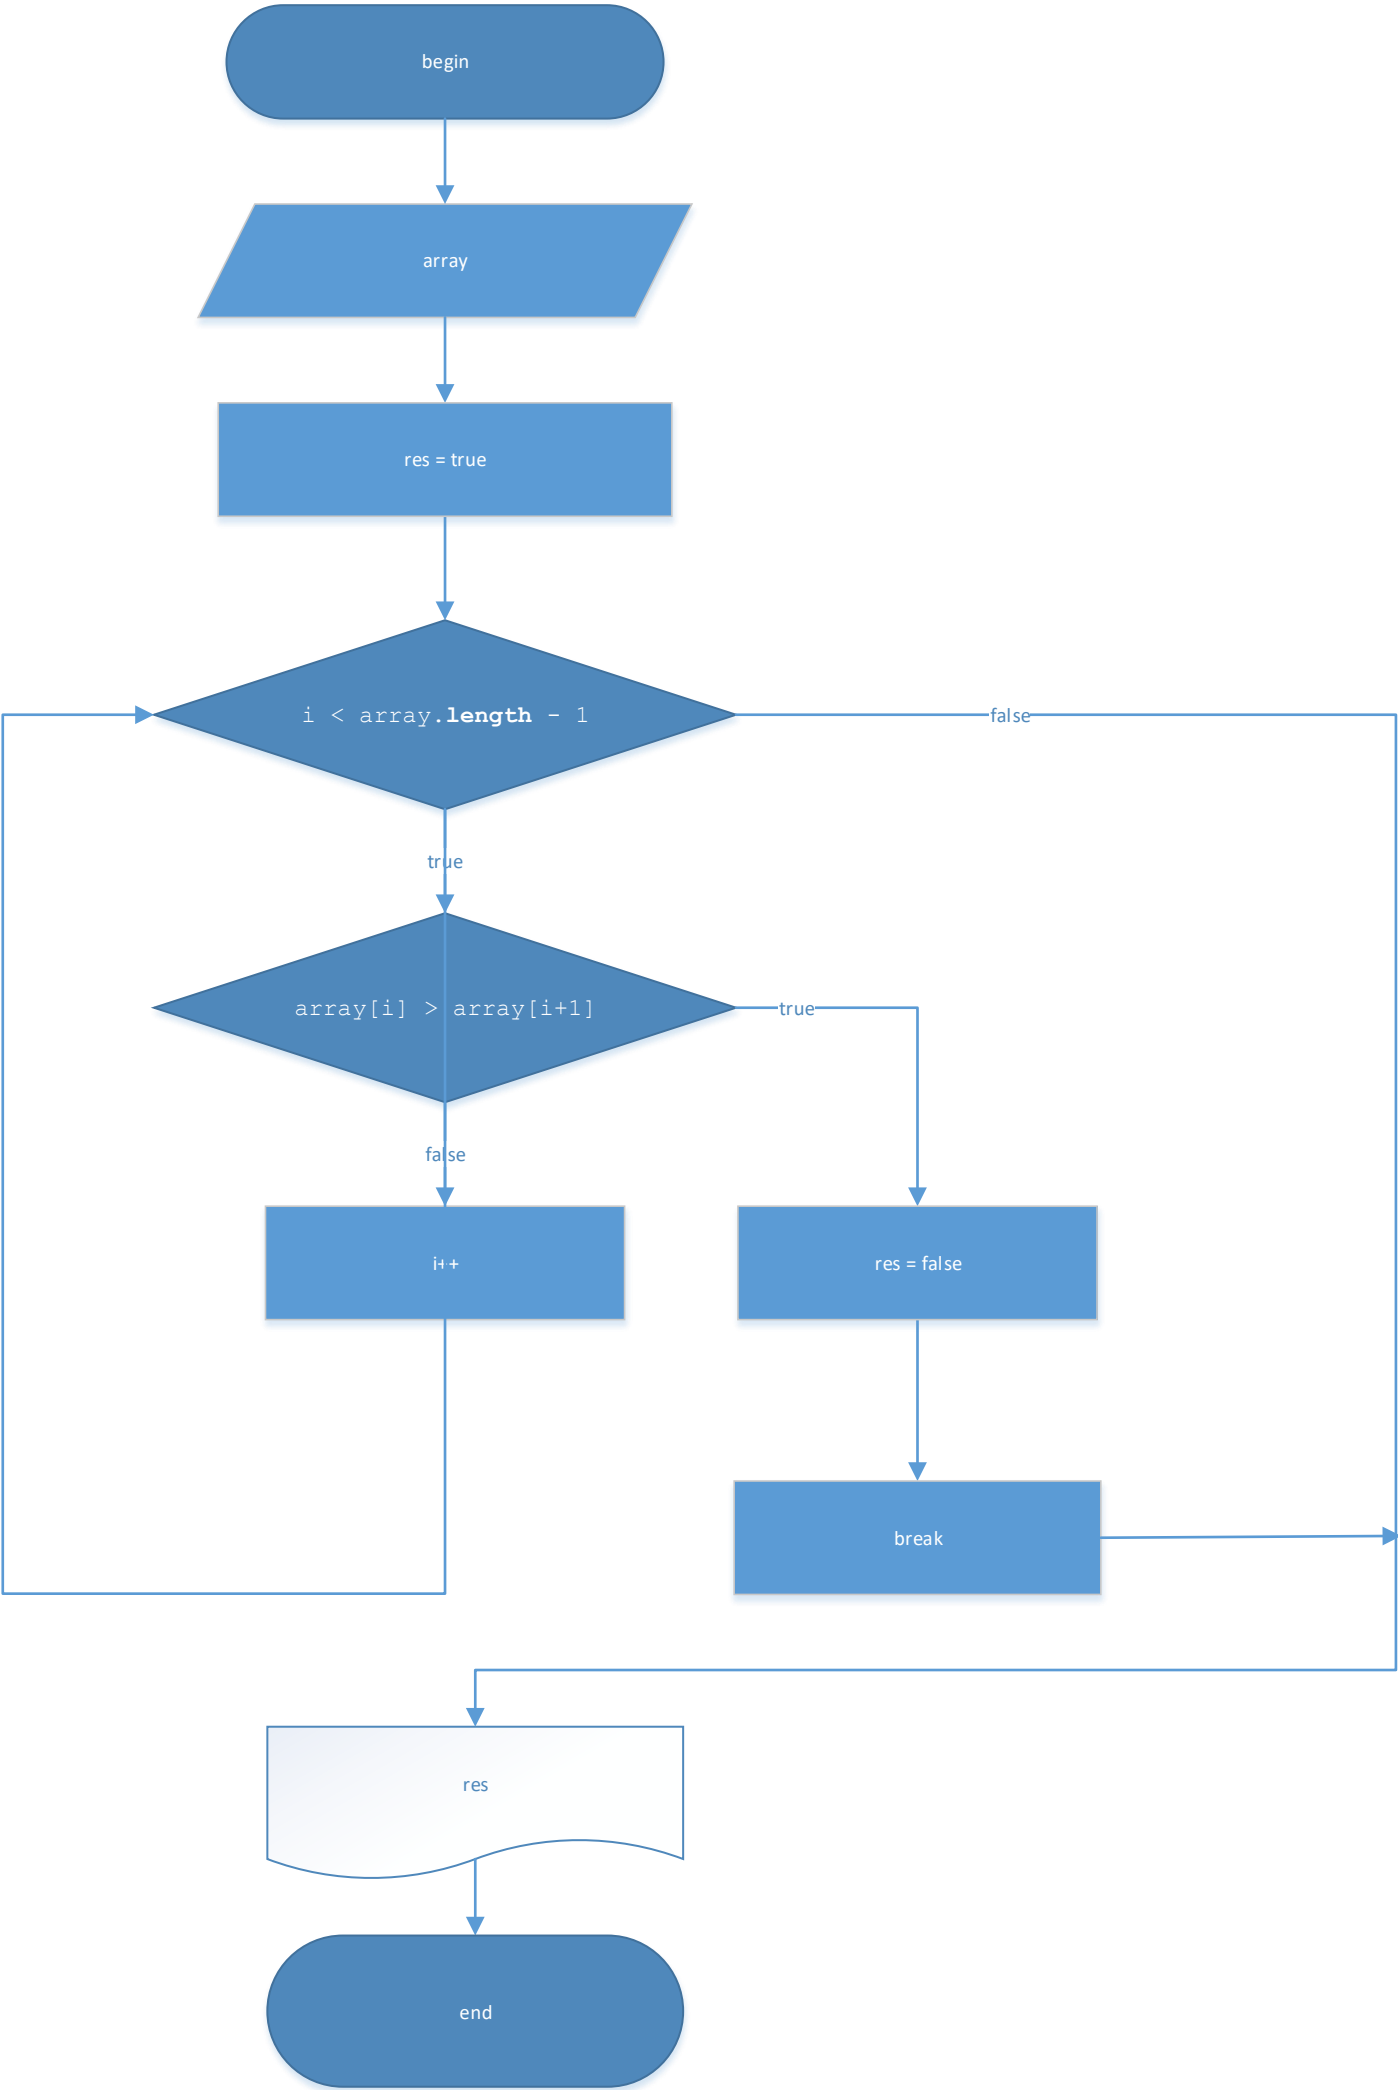 begin
array
res = true
i < array.length - 1
false
true
array[i] > array[i+1]
true
false
i++
res = false
break
res
end